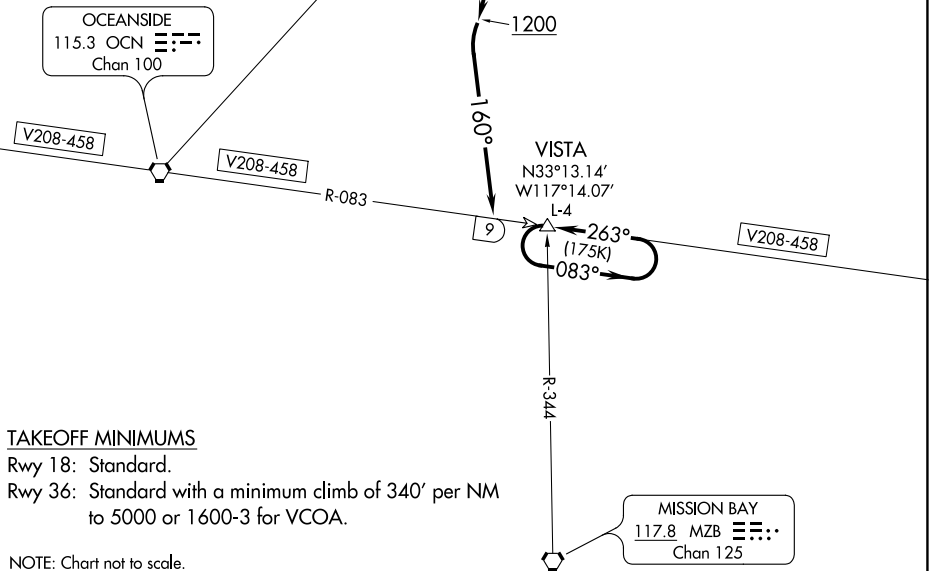 OCEANSIDE
115.3 OCN
Chan 100
1200
160°
V208-458
V208-458
R-083
VISTA
N33°13.14'
W117°14.07'
L-4
9
263°
(175K)
083°
V208-458
R-344
TAKEOFF MINIMUMS
Rwy 18: Standard.
Rwy 36: Standard with a minimum climb of 340' per NM
to 5000 or 1600-3 for VCOA.
NOTE: Chart not to scale.
MISSION BAY
117.8 MZB
Chan 125